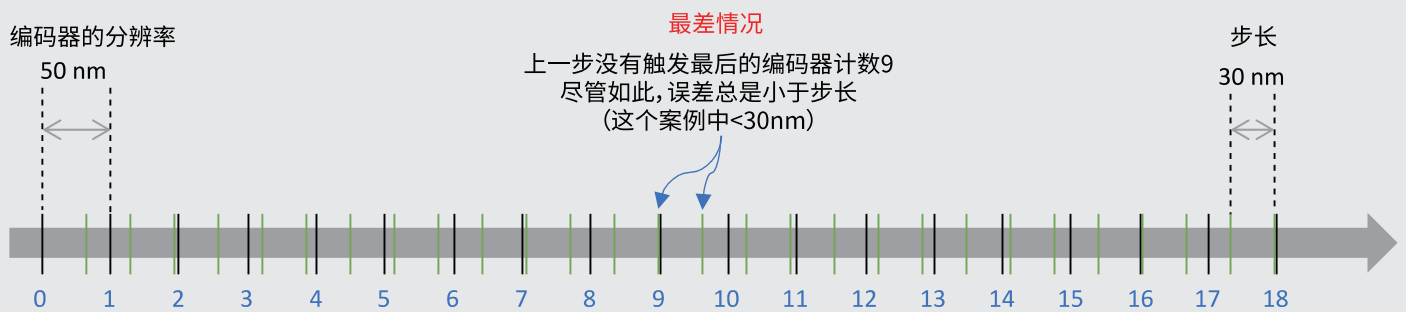 最差情况
编码器的分辨率
步长
50 nm
上一步没有触发最后的编码器计数9
30 nm
尽管如此，误差总是小于步长
（这个案例中<30nm）
0 1 2 3 4 5 6 7 8 9 10 11 12 13 14 15 16 17 18